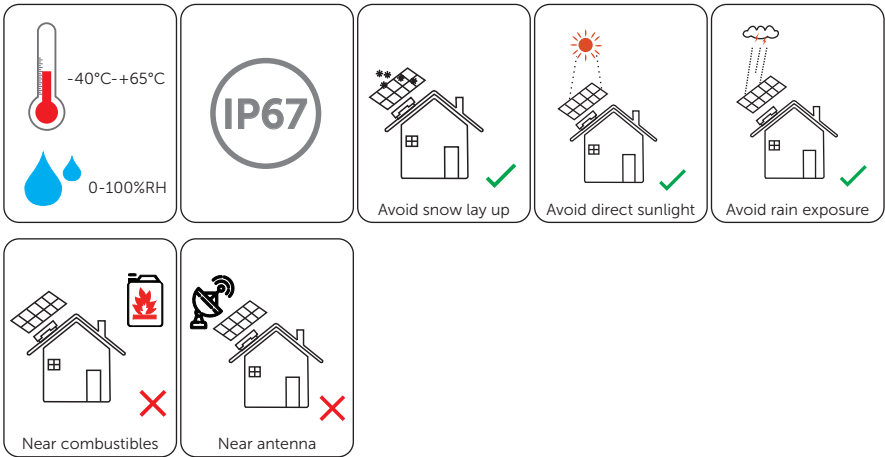 -40°C-+65°C
0-100%RH
IP67
Avoid snow lay up
Avoid direct sunlight
Avoid rain exposure
Near combustibles
Near antenna